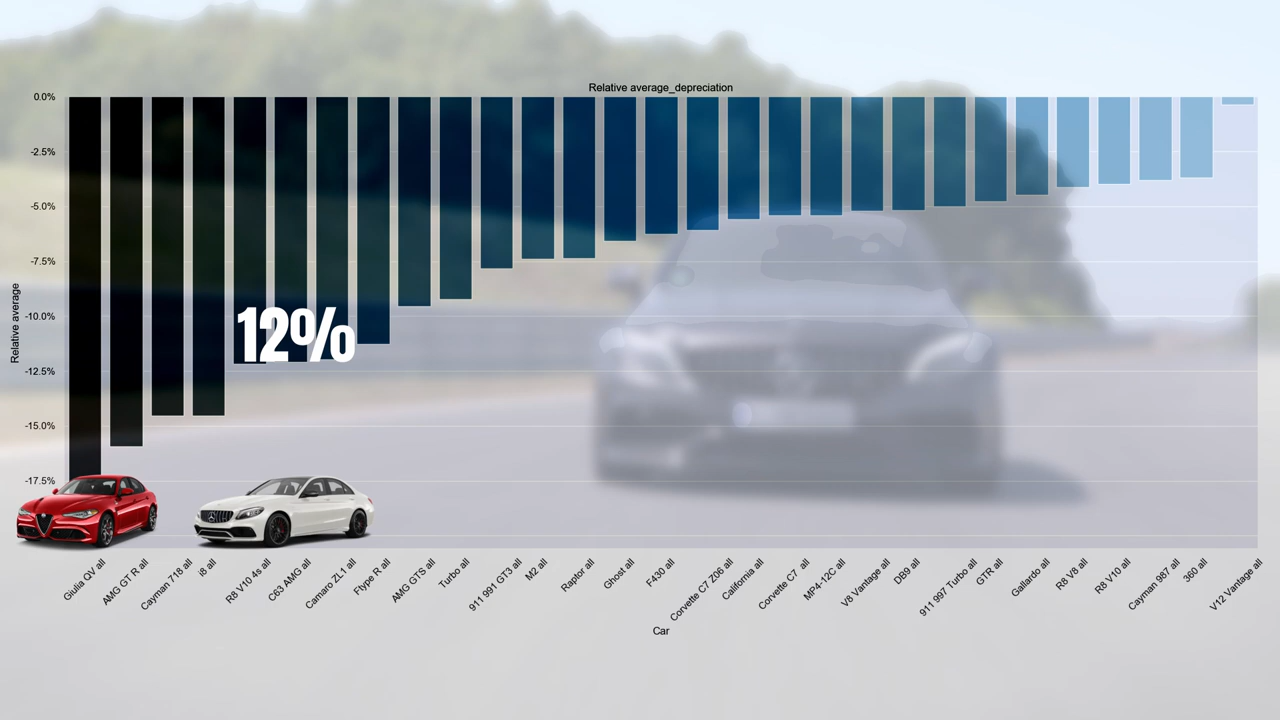 Relative average_depreciation
0.0%
-2.5%
-5.0%
-7.5%
-10.0%
-12.5%
-15.0%
-17.5%
Relative average
12%
Giulia QV all
AMG GT R all
Cayman 718 all
i8 all
R8 V10 4s all
C63 AMG all
Camaro ZL1 all
Ftype R all
AMG GTS all
Turbo all
911 991 GT3 all
M2 all
Raptor all
Ghost all
F430 all
Corvette C7 Z06 all
California all
Corvette C7 all
MP4-12C all
V8 Vantage all
DB9 all
911 997 Turbo all
GTR all
Gallardo all
R8 V8 all
R8 V10 all
Cayman 987 all
360 all
V12 Vantage all
Car